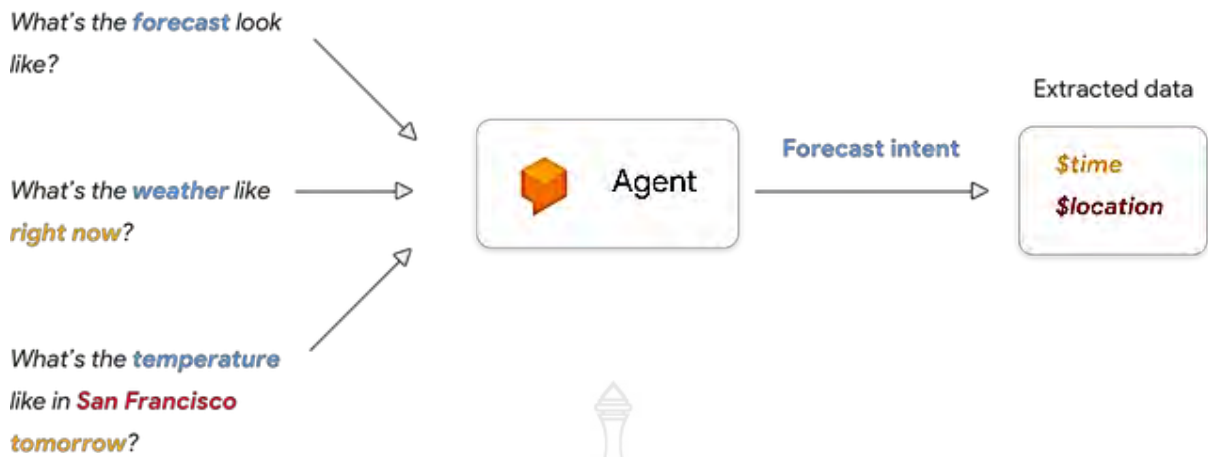 What's the forecast look
like?
What's the weather like
right now?
What's the temperature
like in San Francisco
tomorrow?
Agent
Forecast intent
Extracted data
$time
$location